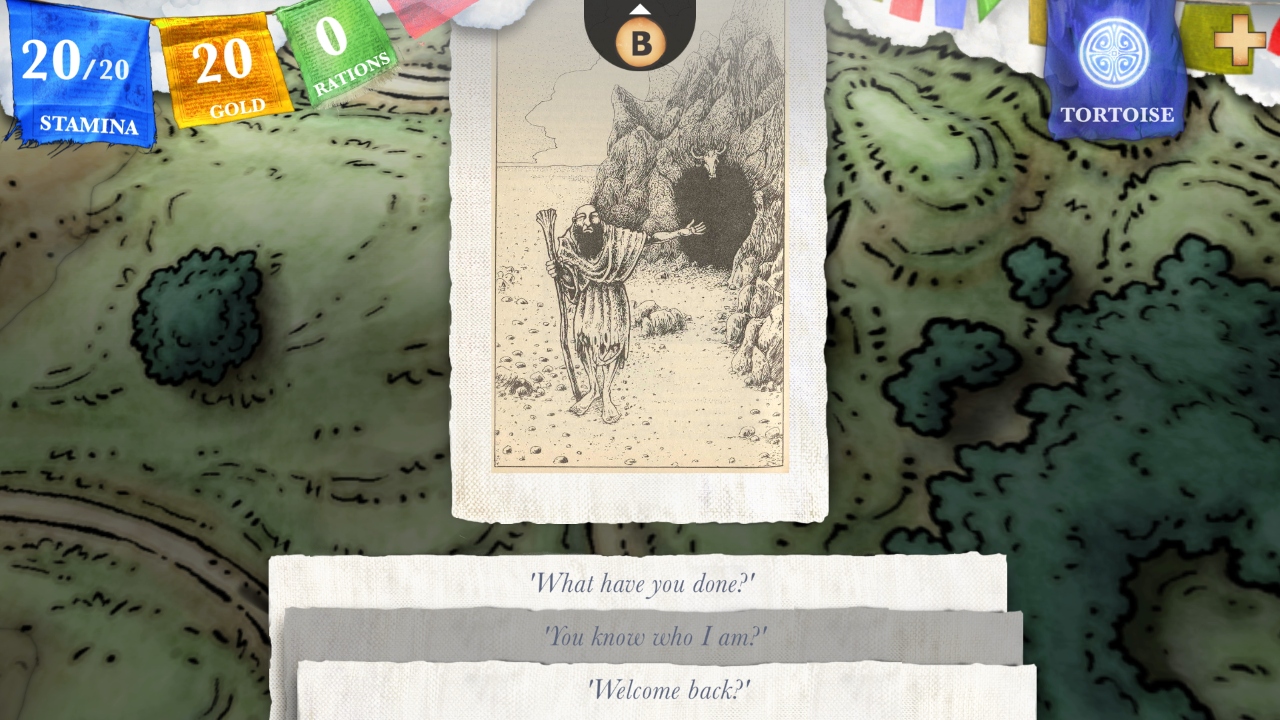 20/20
STAMINA
20
GOLD
0
RATIONS
B
TORTOISE
'What have you done?'
'You know who I am?'
'Welcome back?'